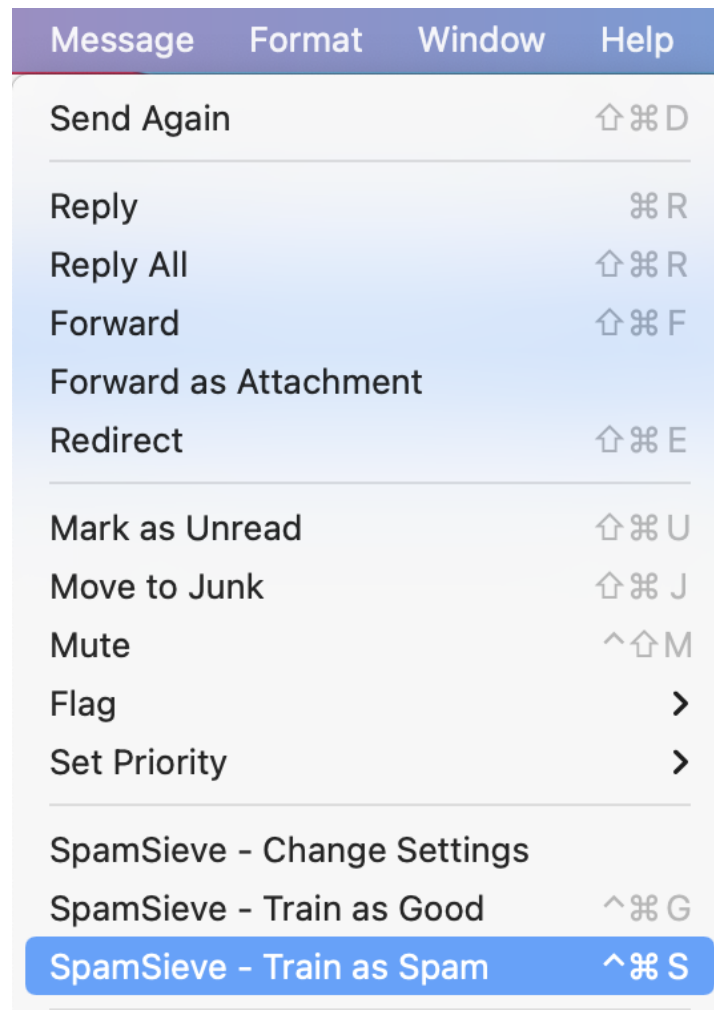 Message Format Window Help
Send Again ⇧⌘D
Reply ⌘R
Reply All ⇧⌘R
Forward ⇧⌘F
Forward as Attachment
Redirect ⇧⌘E
Mark as Unread ⇧⌘U
Move to Junk ⇧⌘J
Mute ^⇧M
Flag >
Set Priority >
SpamSieve - Change Settings
SpamSieve - Train as Good ^⌘G
SpamSieve - Train as Spam ^⌘S